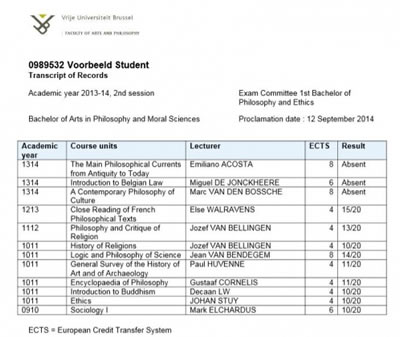 Vrije Universiteit Brussel
FACULTY OF ARTS AND PHILOSOPHY
0989532 Voorbeeld Student
Transcript of Records
Academic year 2013-14, 2nd session
Exam Committee 1st Bachelor of
Philosophy and Ethics
Bachelor of Arts in Philosophy and Moral Sciences
Proclamation date : 12 September 2014
Academic year Course units Lecturer ECTS Result
1314 The Main Philosophical Currents from Antiquity to Today Emiliano ACOSTA 8 Absent
1314 Introduction to Belgian Law Miguel DE JONCKHEERE 6 Absent
1314 A Contemporary Philosophy of Culture Marc VAN DEN BOSSCHE 8 Absent
1213 Close Reading of French Philosophical Texts Else WALRAVENS 4 15/20
1112 Philosophy and Critique of Religion Jozef VAN BELLINGEN 4 13/20
1011 History of Religions Jozef VAN BELLINGEN 4 10/20
1011 Logic and Philosophy of Science Jean VAN BENDEGEM 8 14/20
1011 General Survey of the History of Art and of Archaeology Paul HUVENNE 4 11/20
1011 Encyclopaedia of Philosophy Gustaaf CORNELIS 4 11/20
1011 Introduction to Buddhism Decaan LW 4 10/20
1011 Ethics JOHAN STUY 4 10/20
0910 Sociology I Mark ELCHARDUS 6 10/20
ECTS = European Credit Transfer System